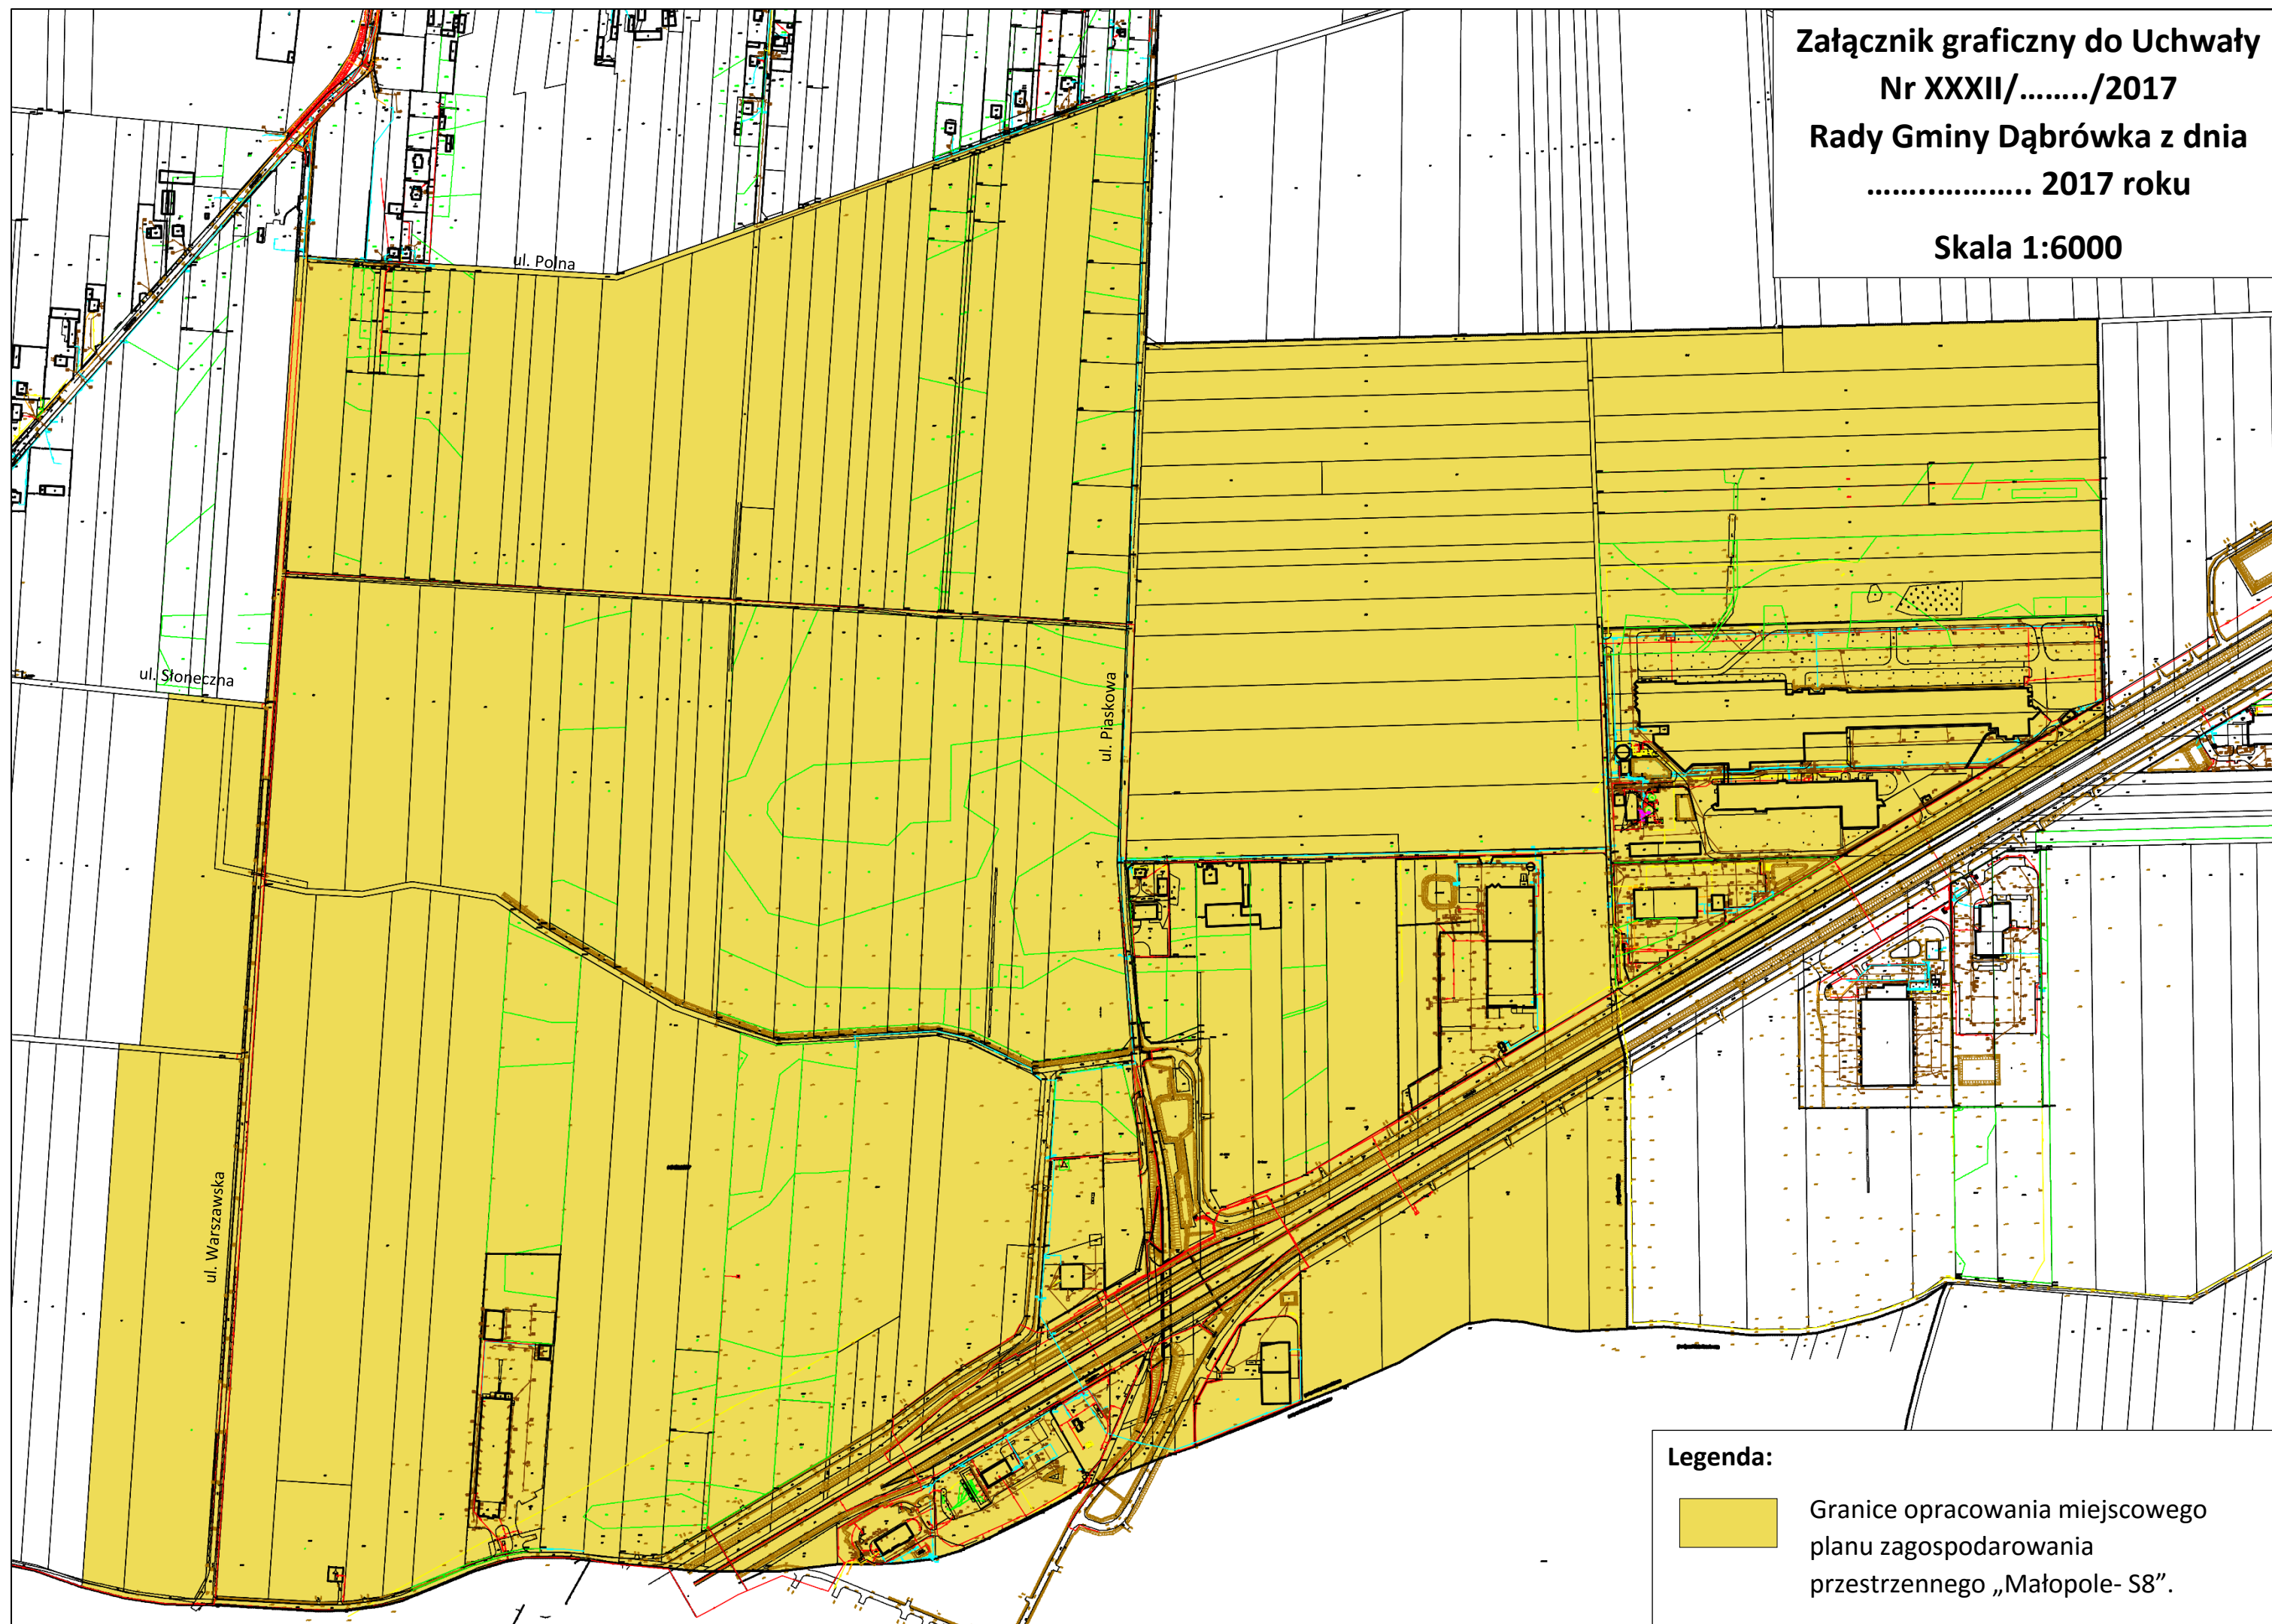 Załącznik graficzny do Uchwały
Nr XXXII/......../2017
Rady Gminy Dąbrówka z dnia
.................. 2017 roku
Skala 1:6000
ul. Polna
ul. Słoneczna
ul. Piaskowa
ul. Warszawska
Legenda:
Granice opracowania miejscowego
planu zagospodarowania
przestrzennego „Małopole- S8”.